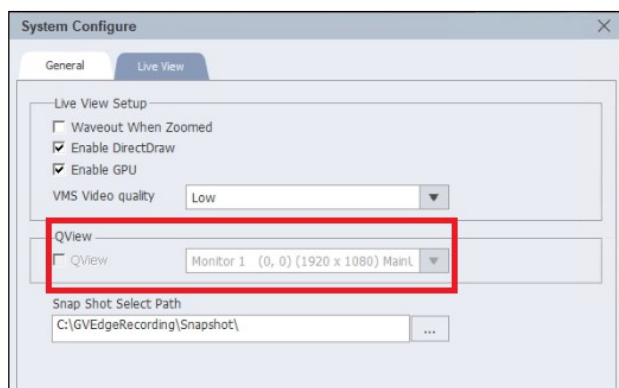 System Configure
General
Live View
Live View Setup
Waveout When Zoomed
Enable DirectDraw
Enable GPU
VMS Video quality
Low
QView
QView
Monitor 1 (0, 0) (1920 x 1080) Main
Snap Shot Select Path
C:\GVEdgeRecording\Snapshot\
...